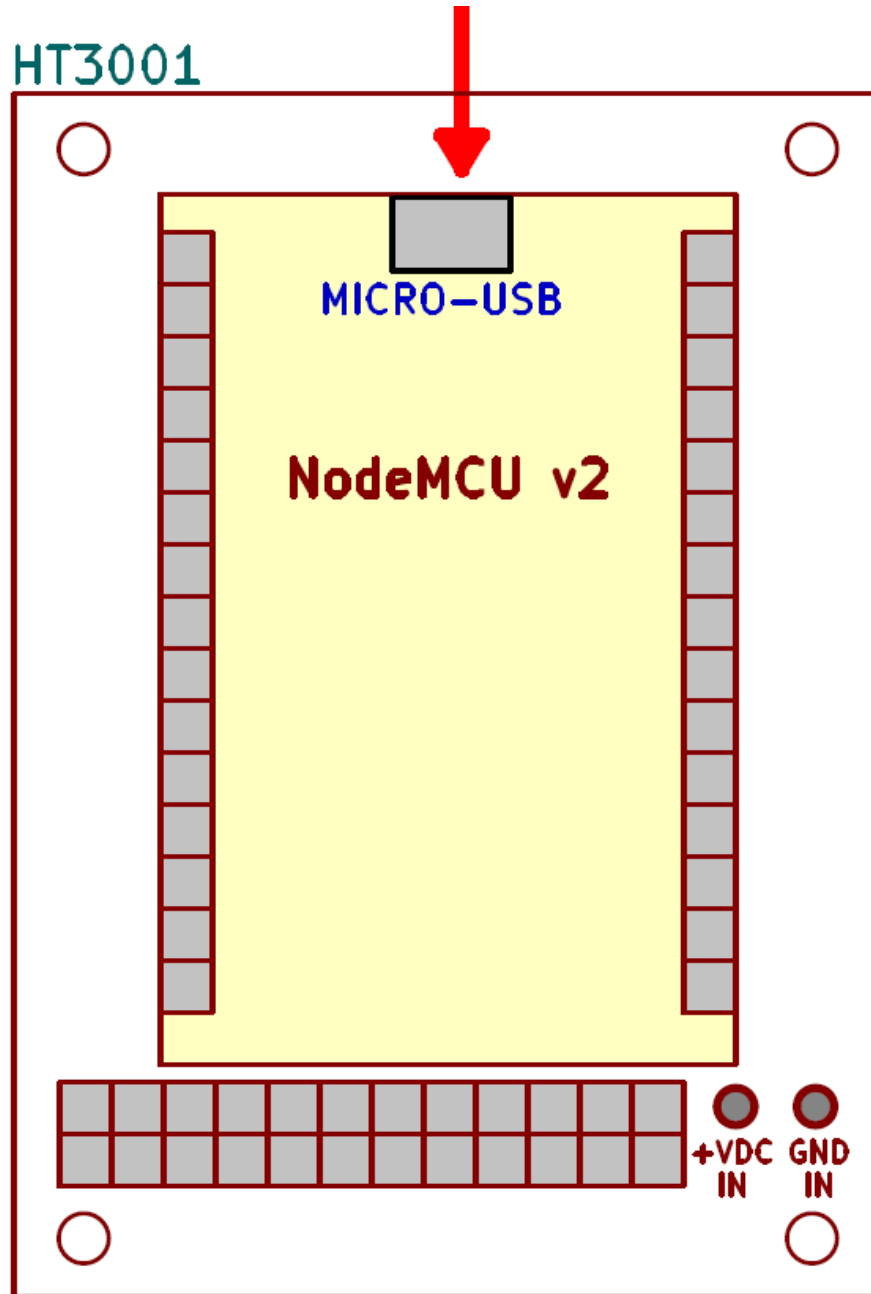 HT3001
MICRO-USB
NodeMCU v2
+VDC GND
IN IN